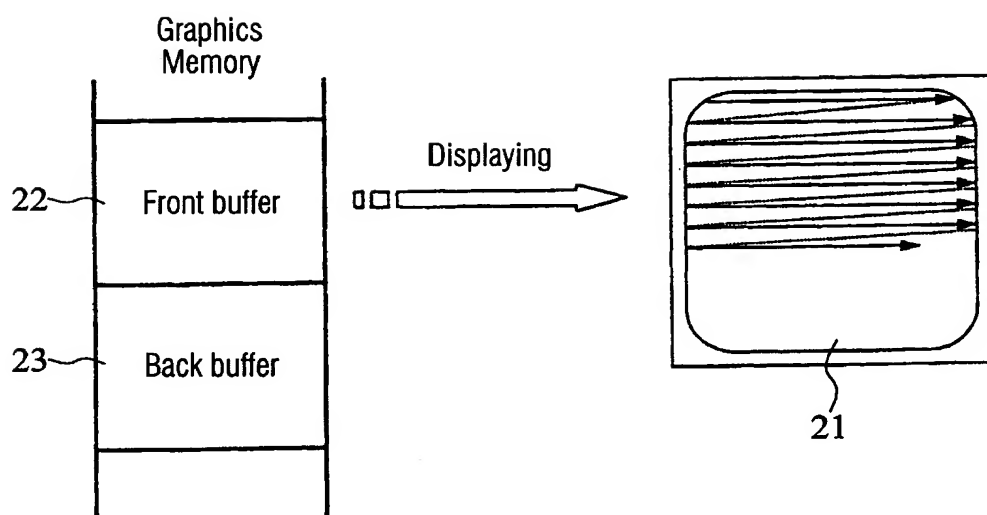 Graphics
Memory
Displaying
22
Front buffer
23
Back buffer
21